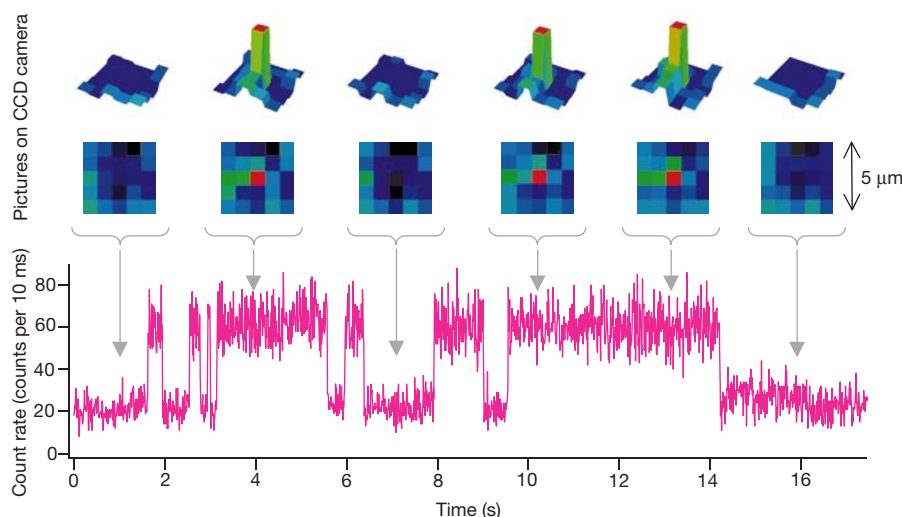 Pictures on CCD camera
5 μm
Count rate (counts per 10 ms)
80
60
40
20
0
0 2 4 6 8 10 12 14 16
Time (s)